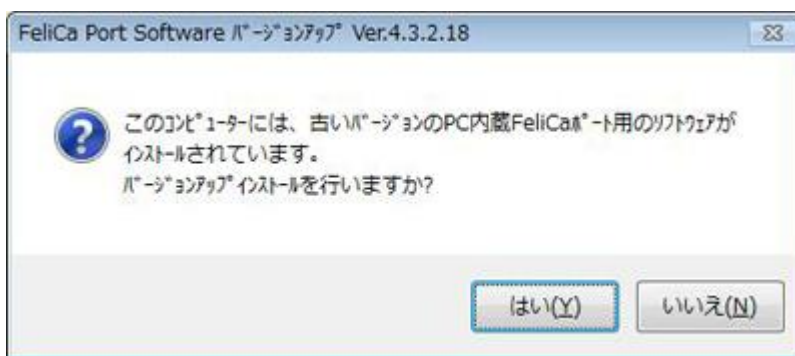 FeliCa Port Software ﾊﾞｰｼﾞｮﾝｱｯﾌﾟ Ver.4.3.2.18
このｺﾝﾋﾟｭｰﾀｰには、古いﾊﾞｰｼﾞｮﾝのPC内蔵FeliCaﾎﾟｰﾄ用のｿﾌﾄｳｪｱが
ｲﾝｽﾄｰﾙされています。
ﾊﾞｰｼﾞｮﾝｱｯﾌﾟｲﾝｽﾄｰﾙを行いますか?
はい(Y) いいえ(N)